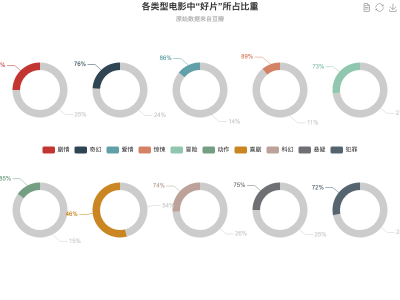 各类型电影中“好片”所占比重
原始数据来自豆瓣
76% 86% 89% 73%
25% 24% 14% 11%
剧情 奇幻 爱情 惊悚 冒险 动作 喜剧 科幻 悬疑 犯罪
85% 46% 74% 75% 72%
15% 54% 26% 25%